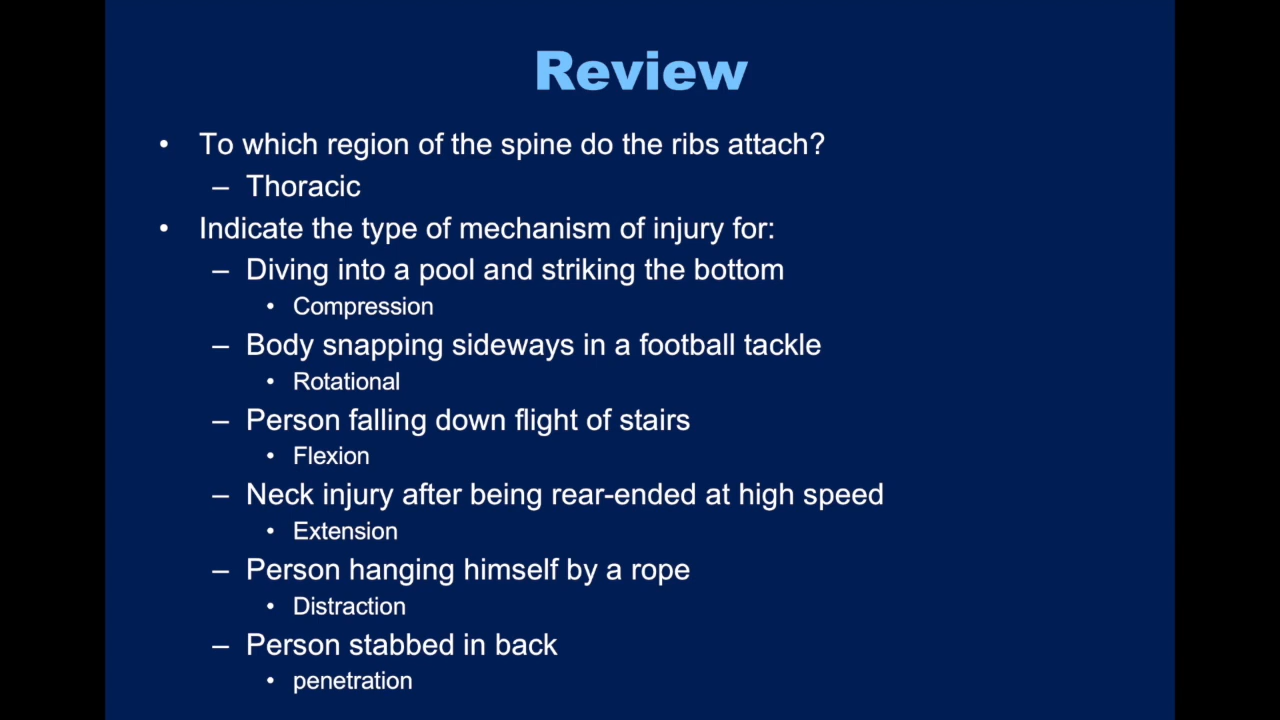 Review
• To which region of the spine do the ribs attach?
– Thoracic
• Indicate the type of mechanism of injury for:
– Diving into a pool and striking the bottom
• Compression
– Body snapping sideways in a football tackle
• Rotational
– Person falling down flight of stairs
• Flexion
– Neck injury after being rear-ended at high speed
• Extension
– Person hanging himself by a rope
• Distraction
– Person stabbed in back
• penetration